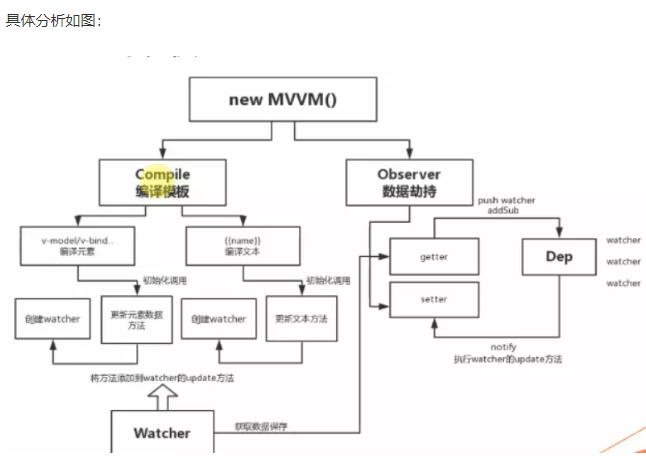 具体分析如图：
new MVVM()
Compile
编译模板
Observer
数据劫持
push watcher
addSub
v-model/v-bind..
编译元素
{{name}}
编译文本
getter
Dep
watcher
watcher
watcher
初始化调用
初始化调用
setter
创建watcher
更新元素数据
方法
创建watcher
更新文本方法
notify
执行watcher的update方法
将方法添加到watcher的update方法
Watcher
获取数据保存